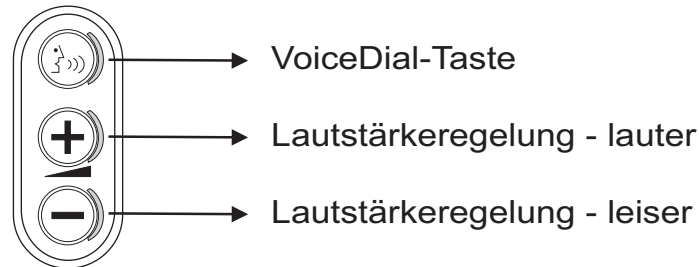 VoiceDial-Taste
Lautstärkeregelung - lauter
Lautstärkeregelung - leiser